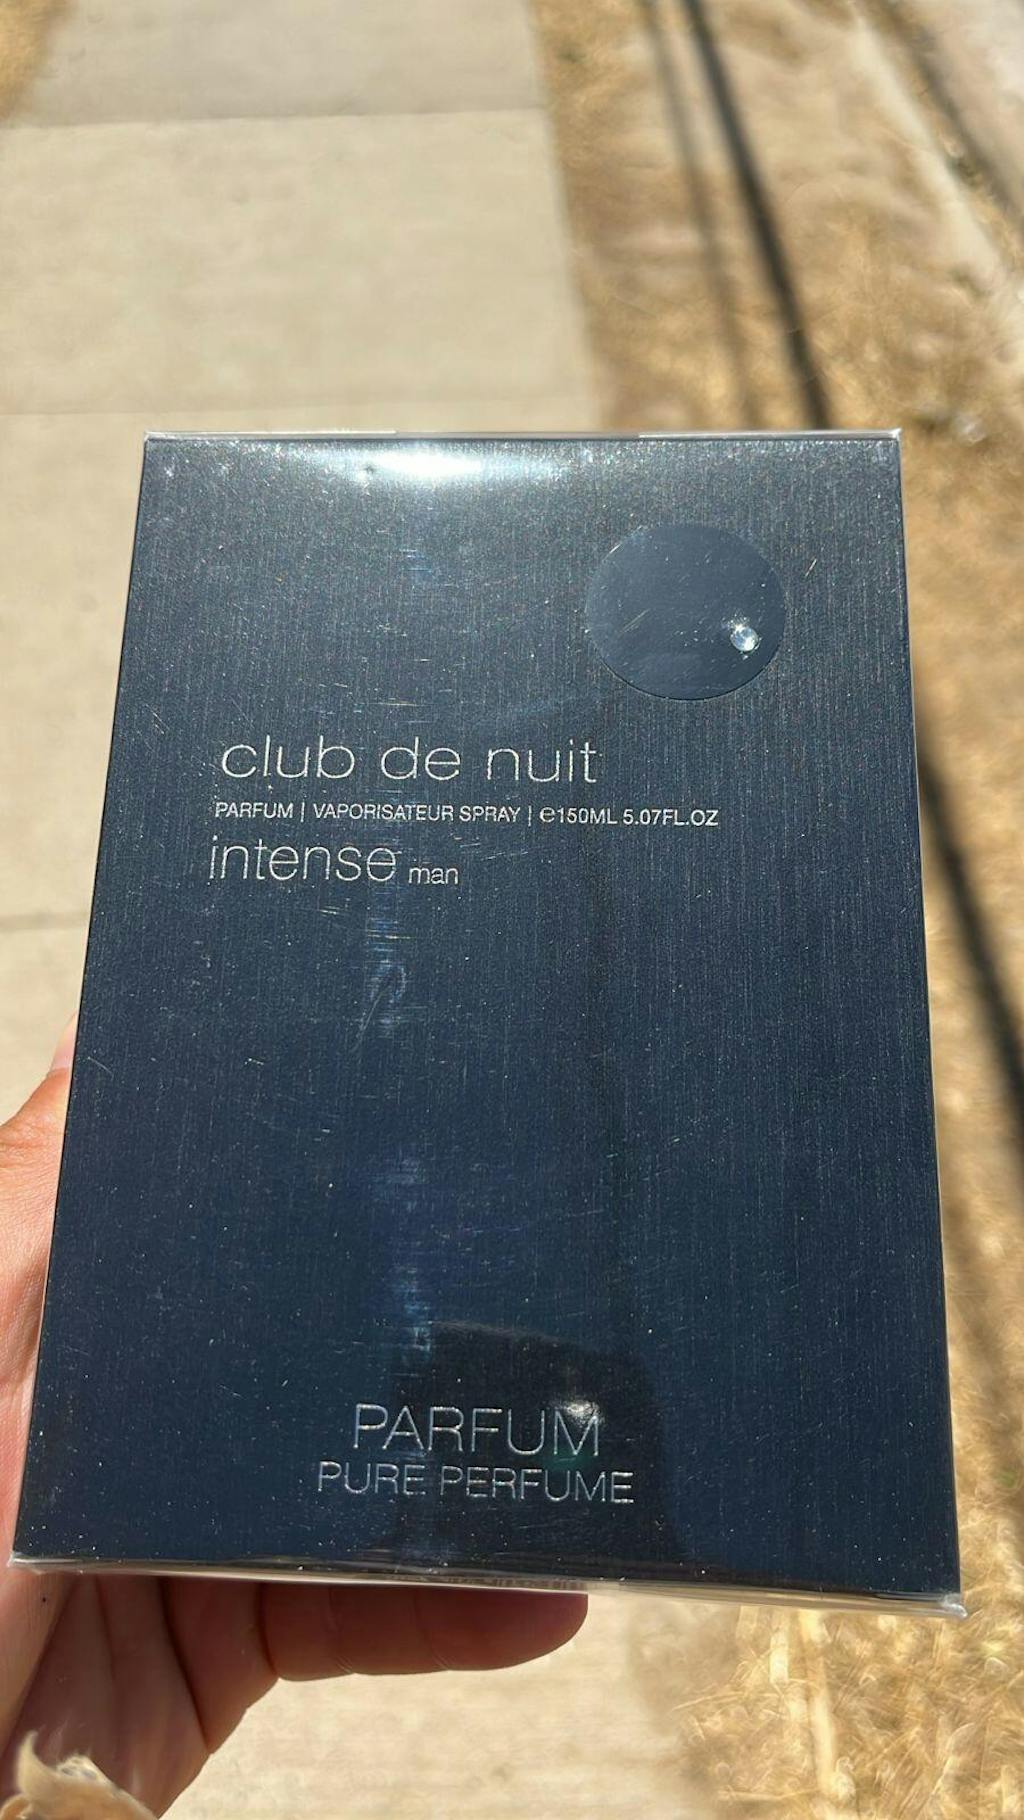 club de nuit
PARFUM | VAPORISATEUR SPRAY | ℮150ML 5.07FL.OZ
intense man
PARFUM
PURE PERFUME